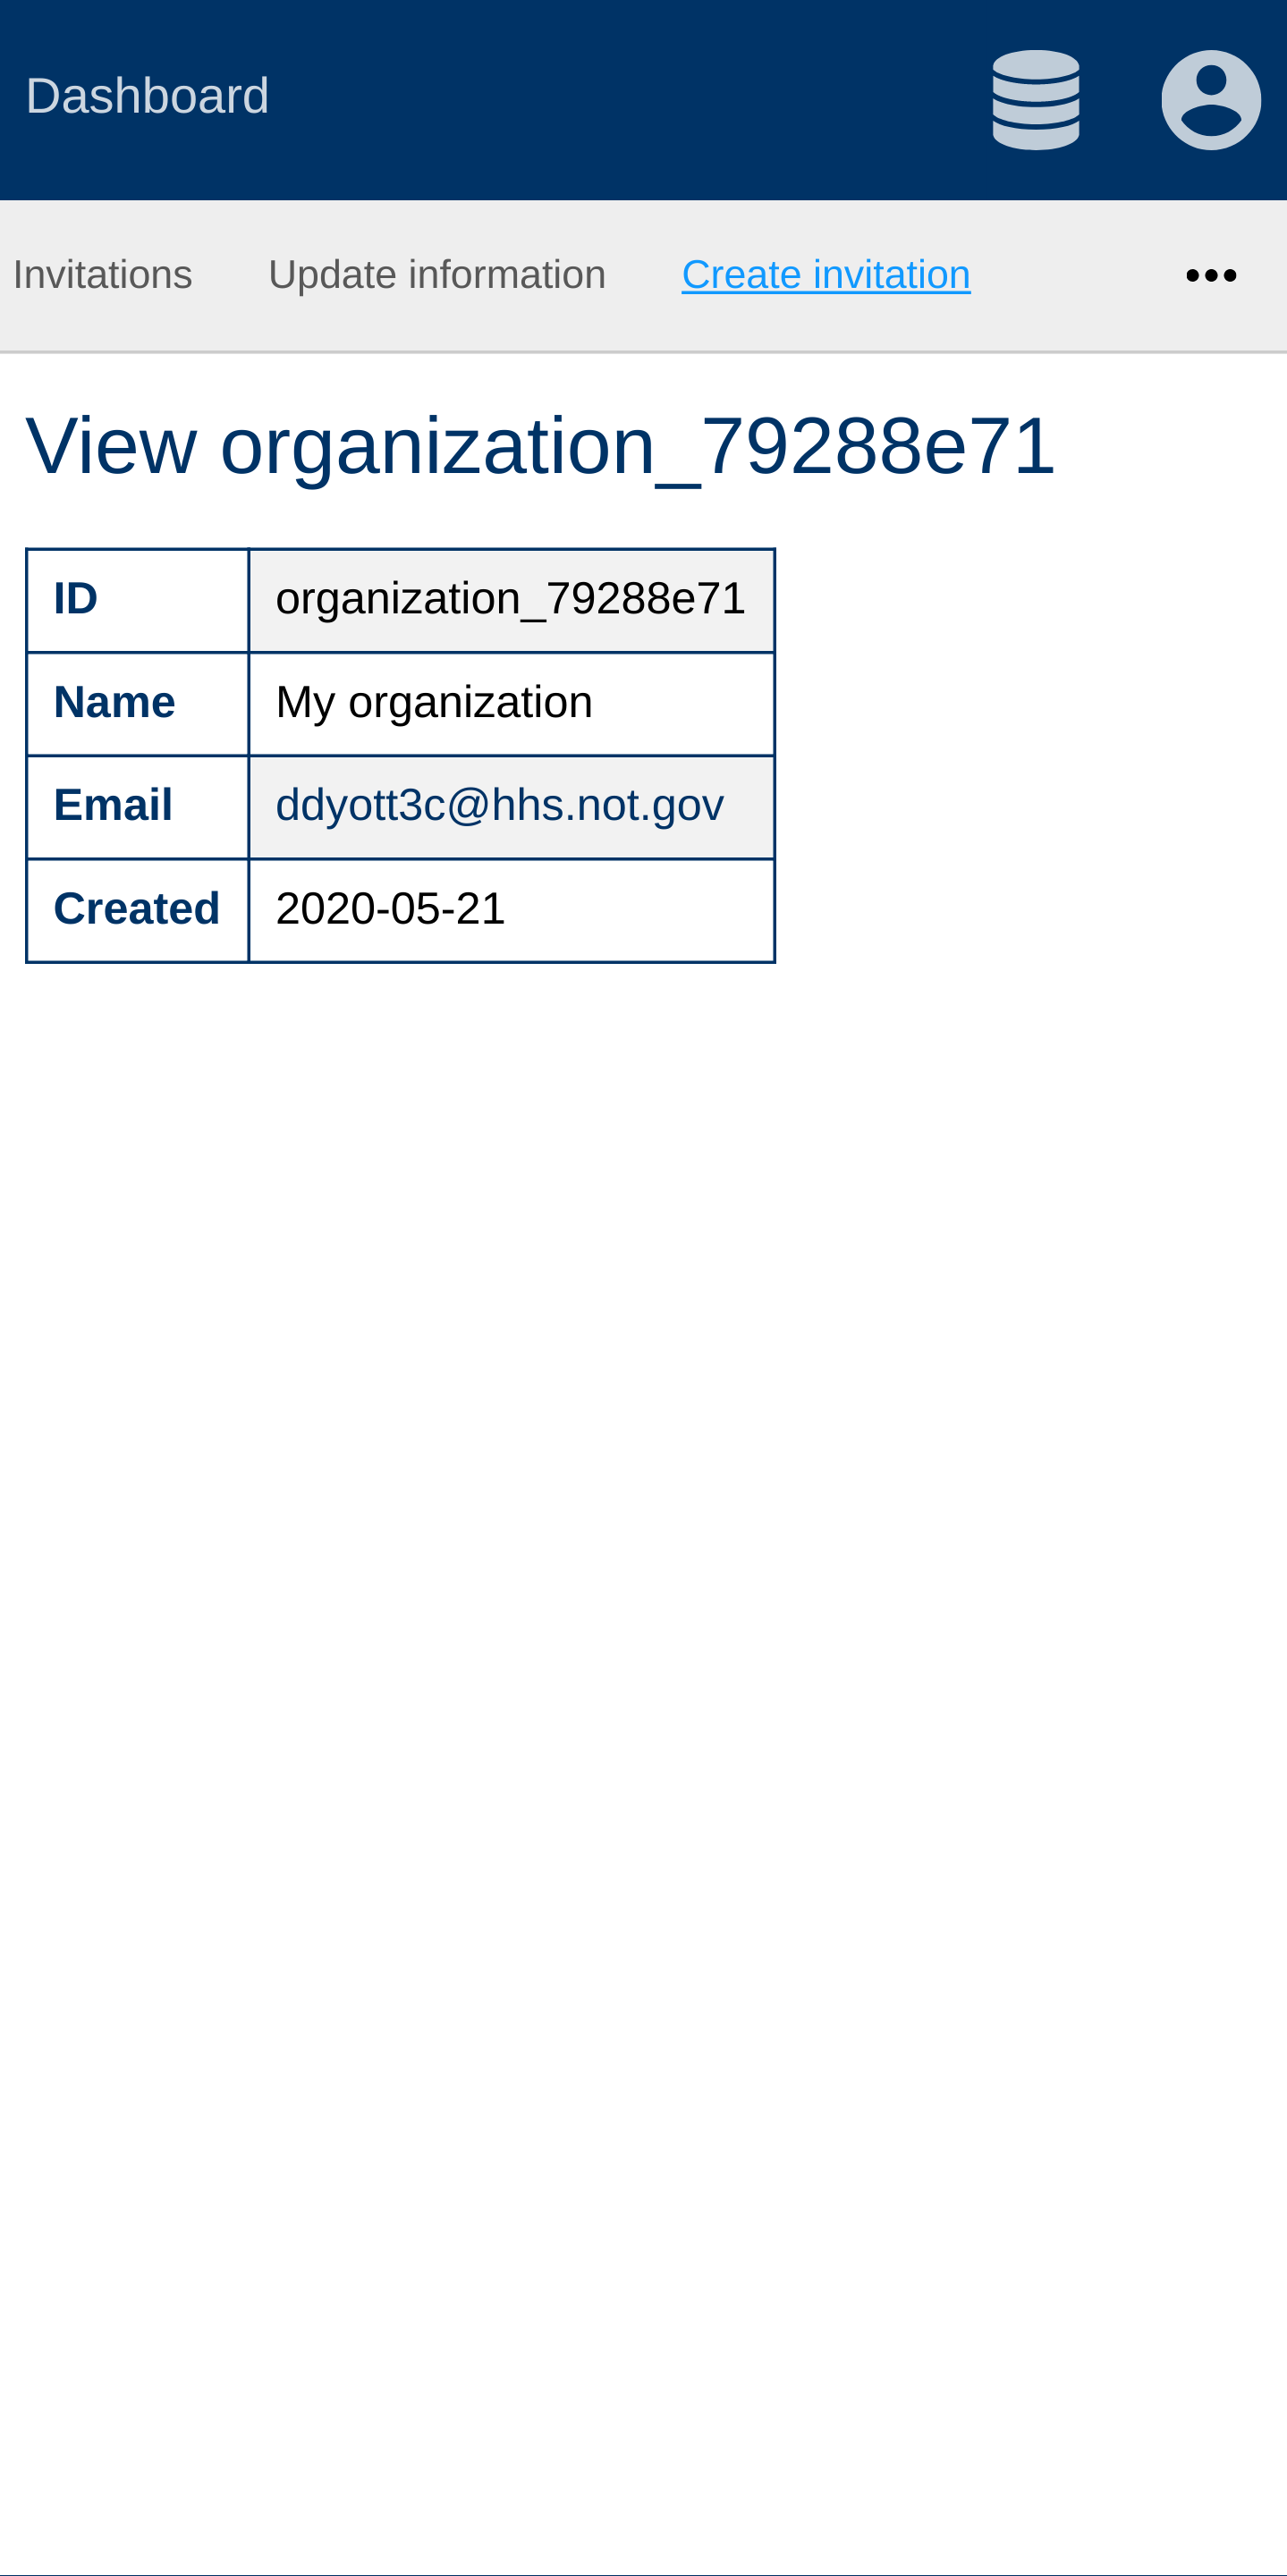 Dashboard
Invitations Update information Create invitation •••
View organization_79288e71
ID organization_79288e71
Name My organization
Email ddyott3c@hhs.not.gov
Created 2020-05-21